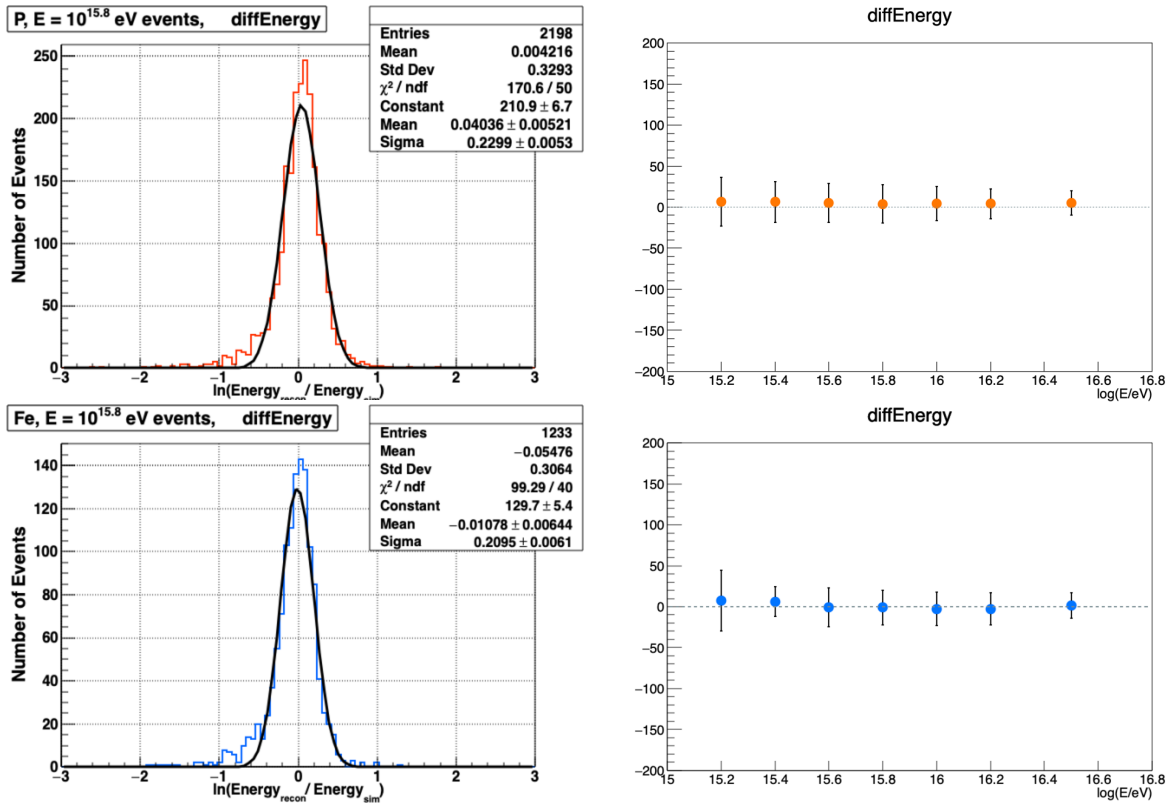 P, E = 10^15.8 eV events, diffEnergy
Entries 2198
Mean 0.004216
Std Dev 0.3293
χ² / ndf 170.6 / 50
Constant 210.9 ± 6.7
Mean 0.04036 ± 0.00521
Sigma 0.2299 ± 0.0053
Number of Events
250
200
150
100
50
0
−3 −2 −1 0 1 2 3
ln(Energy_recon / Energy_sim)
diffEnergy
200
150
100
50
0
−50
−100
−150
−200
15 15.2 15.4 15.6 15.8 16 16.2 16.4 16.6 16.8
log(E/eV)
Fe, E = 10^15.8 eV events, diffEnergy
Entries 1233
Mean −0.05476
Std Dev 0.3064
χ² / ndf 99.29 / 40
Constant 129.7 ± 5.4
Mean −0.01078 ± 0.00644
Sigma 0.2095 ± 0.0061
Number of Events
140
120
100
80
60
40
20
0
−3 −2 −1 0 1 2 3
ln(Energy_recon / Energy_sim)
diffEnergy
200
150
100
50
0
−50
−100
−150
−200
15 15.2 15.4 15.6 15.8 16 16.2 16.4 16.6 16.8
log(E/eV)